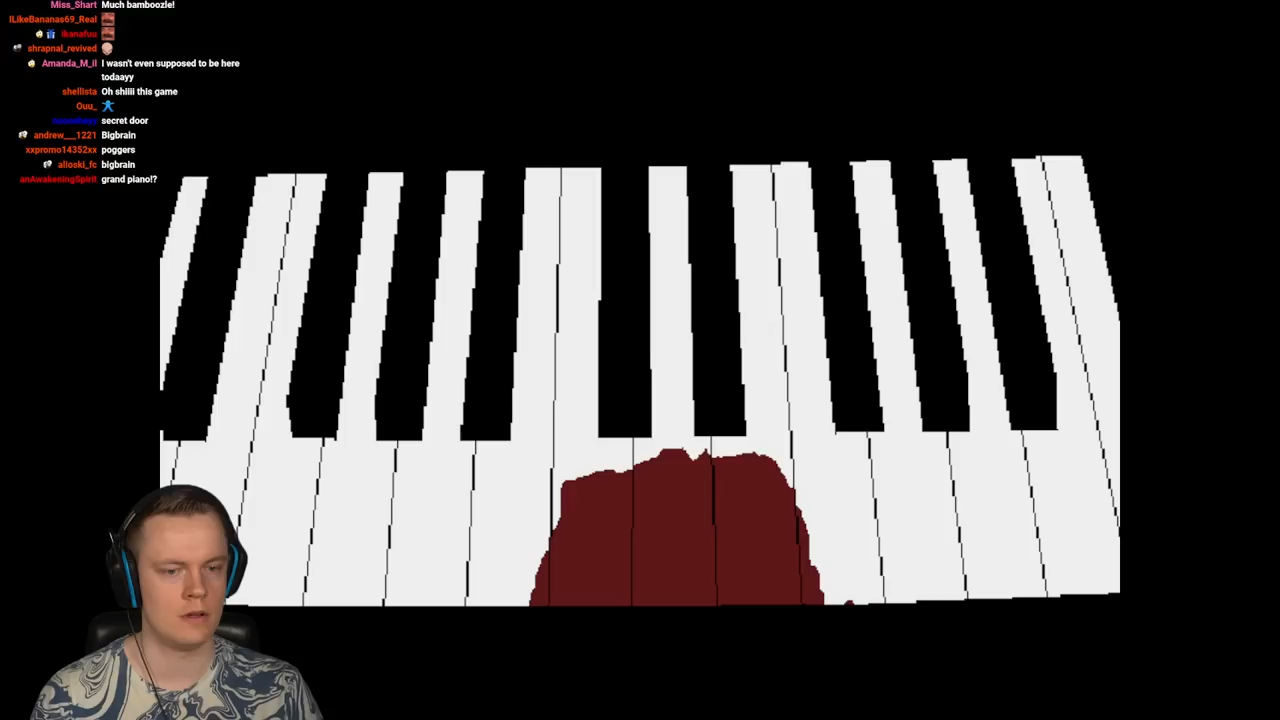 Miss_Shart Much bamboozle!
ILikeBananas69_Real
ikanafuu
shrapnal_revived
Amanda_M_il I wasn't even supposed to be here
todaayy
shellista Oh shiiii this game
Ouu_
secret door
andrew___1221 Bigbrain
xxpromo14352xx poggers
alioski_fc bigbrain
anAwakeningSpirit grand piano!?